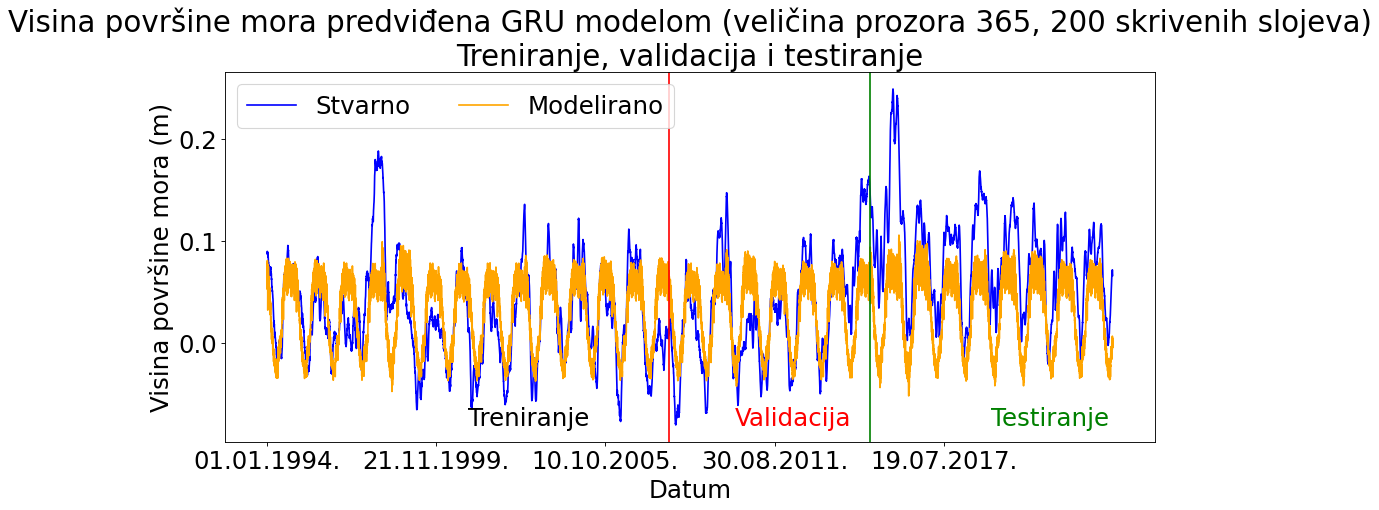 Visina površine mora predviđena GRU modelom (veličina prozora 365, 200 skrivenih slojeva)
Treniranje, validacija i testiranje
Stvarno
Modelirano
Visina površine mora (m)
0.2
0.1
0.0
Treniranje
Validacija
Testiranje
01.01.1994.
21.11.1999.
10.10.2005.
30.08.2011.
19.07.2017.
Datum